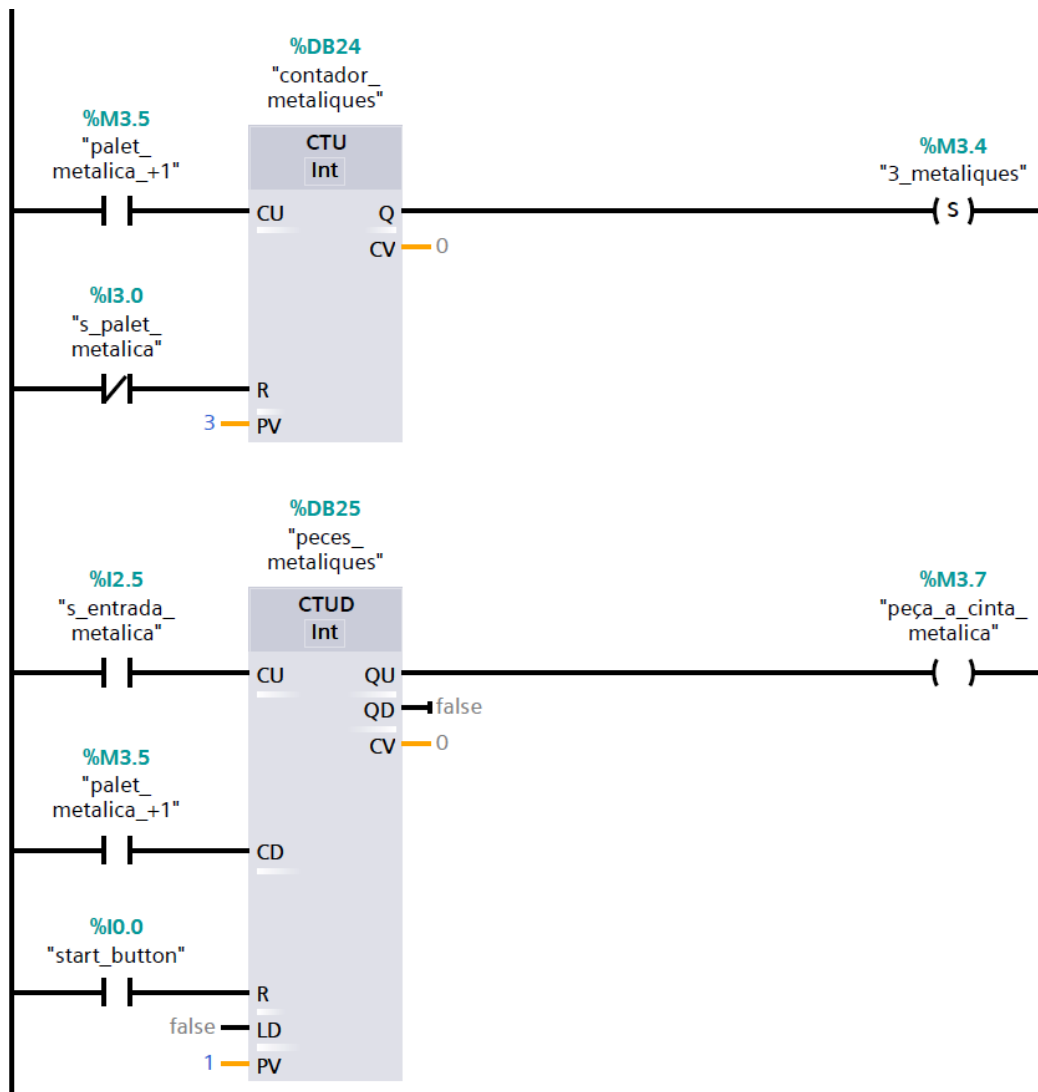 %DB24
"contador_
metaliques"
%M3.5
"palet_
metalica_+1"
CTU
Int
%M3.4
"3_metaliques"
CU
Q
S
CV
0
%I3.0
"s_palet_
metalica"
R
3
PV
%DB25
"peces_
metaliques"
%I2.5
"s_entrada_
metalica"
CTUD
Int
%M3.7
"peça_a_cinta_
metalica"
CU
QU
QD
false
CV
0
%M3.5
"palet_
metalica_+1"
CD
%I0.0
"start_button"
R
false
LD
1
PV